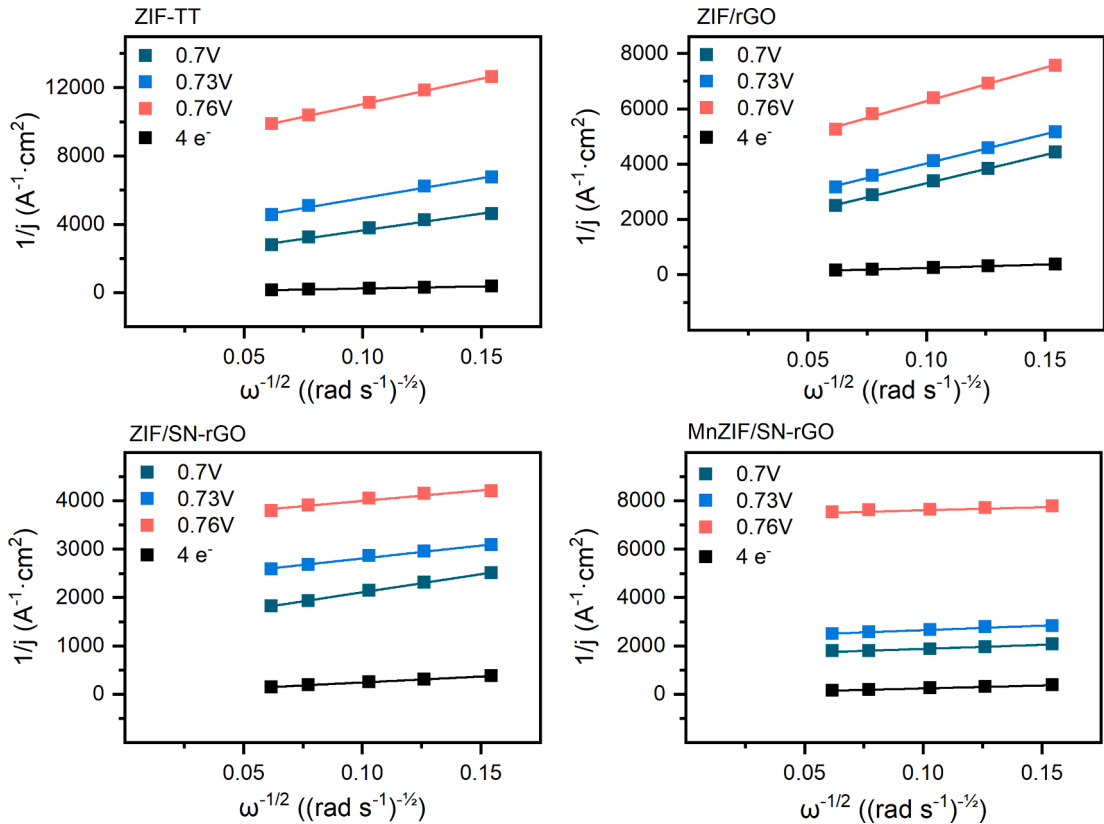 ZIF-TT
0.7V
0.73V
0.76V
4 e⁻
12000
8000
4000
0
1/j (A⁻¹·cm²)
0.05
0.10
0.15
ω⁻¹/² ((rad s⁻¹)⁻½)
ZIF/rGO
0.7V
0.73V
0.76V
4 e⁻
8000
6000
4000
2000
0
1/j (A⁻¹·cm²)
0.05
0.10
0.15
ω⁻¹/² ((rad s⁻¹)⁻½)
ZIF/SN-rGO
0.7V
0.73V
0.76V
4 e⁻
4000
3000
2000
1000
0
1/j (A⁻¹·cm²)
0.05
0.10
0.15
ω⁻¹/² ((rad s⁻¹)⁻½)
MnZIF/SN-rGO
0.7V
0.73V
0.76V
4 e⁻
8000
6000
4000
2000
0
1/j (A⁻¹·cm²)
0.05
0.10
0.15
ω⁻¹/² ((rad s⁻¹)⁻½)